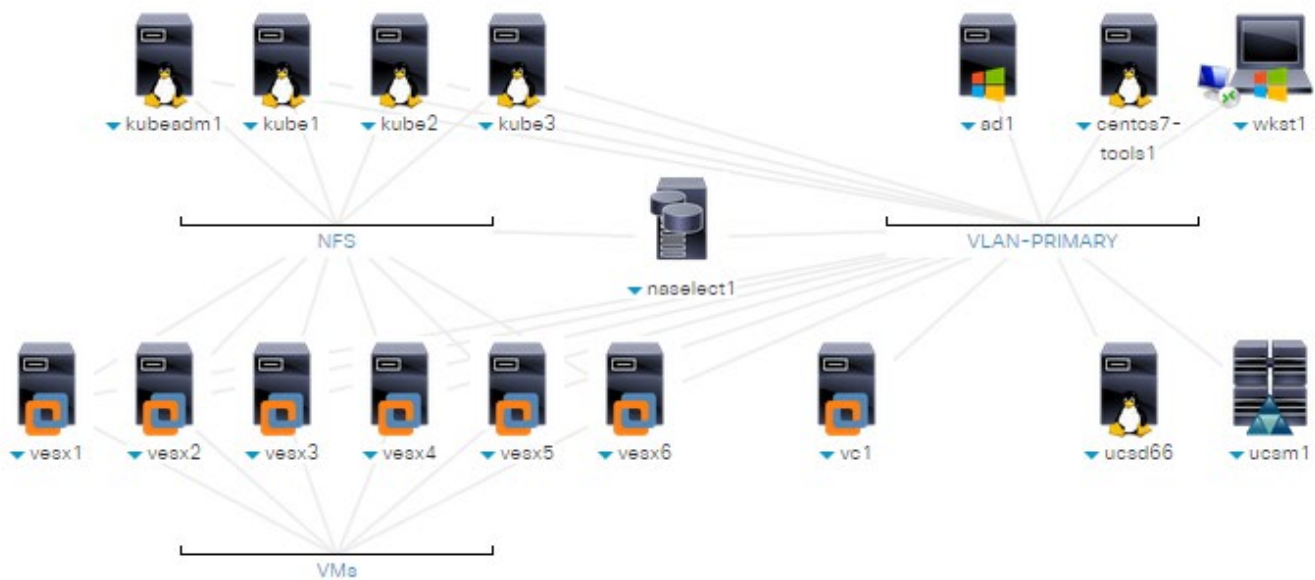 kubeadm1
kube1
kube2
kube3
ad1
centos7-
tools1
wkst1
NFS
VLAN-PRIMARY
naselect1
vesx1
vesx2
vesx3
vesx4
vesx5
vesx6
vc1
ucsd66
ucsm1
VMs